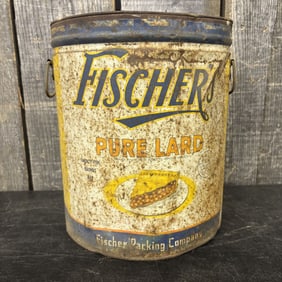 FISCHER's
PURE LARD
Fischer Packing Company